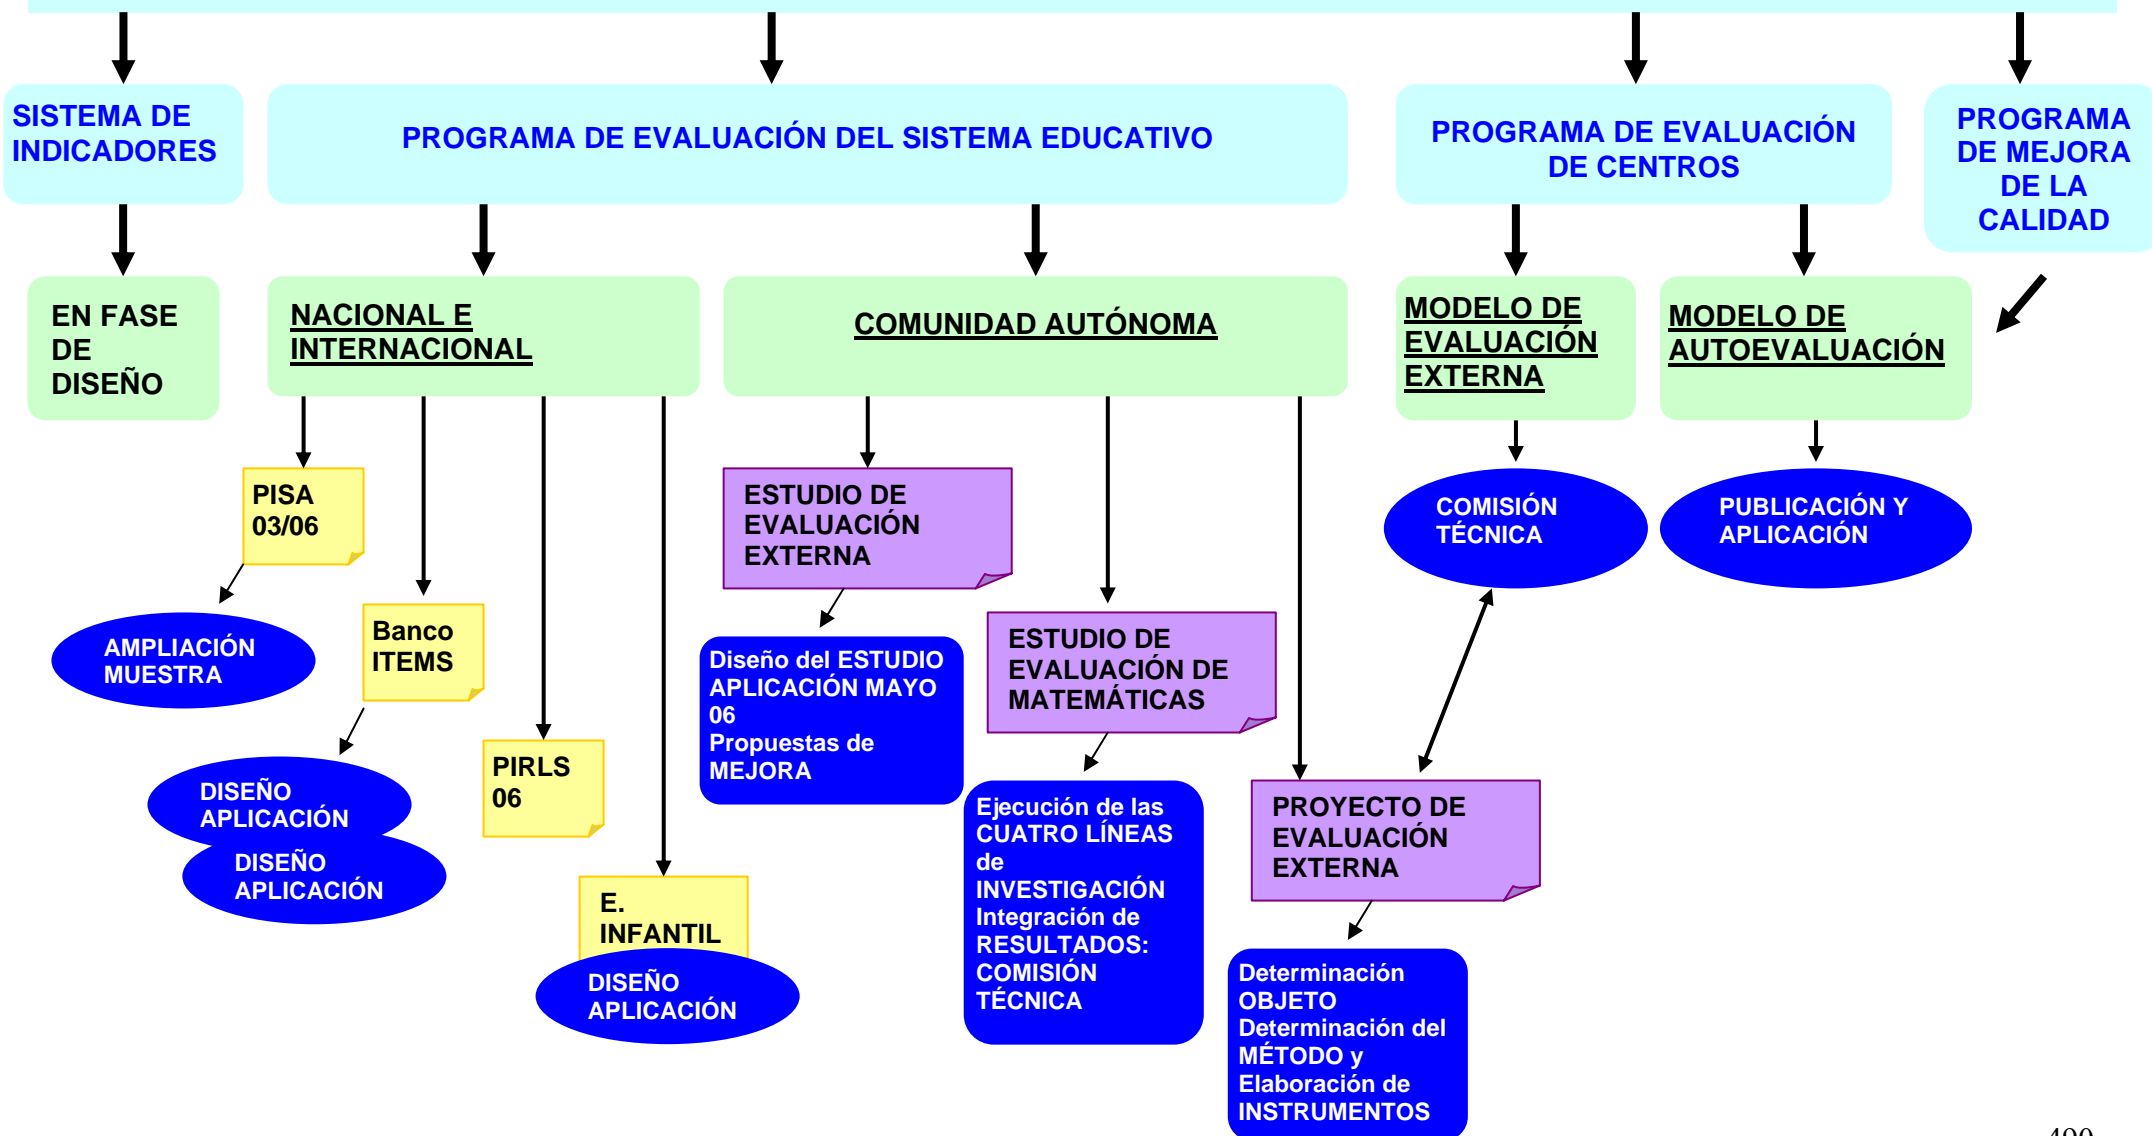 SISTEMA DE
INDICADORES
PROGRAMA DE EVALUACIÓN DEL SISTEMA EDUCATIVO
PROGRAMA DE EVALUACIÓN
DE CENTROS
PROGRAMA
DE MEJORA
DE LA
CALIDAD
EN FASE
DE
DISEÑO
NACIONAL E
INTERNACIONAL
COMUNIDAD AUTÓNOMA
MODELO DE
EVALUACIÓN
EXTERNA
MODELO DE
AUTOEVALUACIÓN
PISA
03/06
ESTUDIO DE
EVALUACIÓN
EXTERNA
COMISIÓN
TÉCNICA
PUBLICACIÓN Y
APLICACIÓN
AMPLIACIÓN
MUESTRA
Banco
ITEMS
Diseño del ESTUDIO
APLICACIÓN MAYO
06
Propuestas de
MEJORA
ESTUDIO DE
EVALUACIÓN DE
MATEMÁTICAS
DISEÑO
APLICACIÓN
DISEÑO
APLICACIÓN
PIRLS
06
Ejecución de las
CUATRO LÍNEAS
de
INVESTIGACIÓN
Integración de
RESULTADOS:
COMISIÓN
TÉCNICA
PROYECTO DE
EVALUACIÓN
EXTERNA
E.
INFANTIL
DISEÑO
APLICACIÓN
Determinación
OBJETO
Determinación del
MÉTODO y
Elaboración de
INSTRUMENTOS